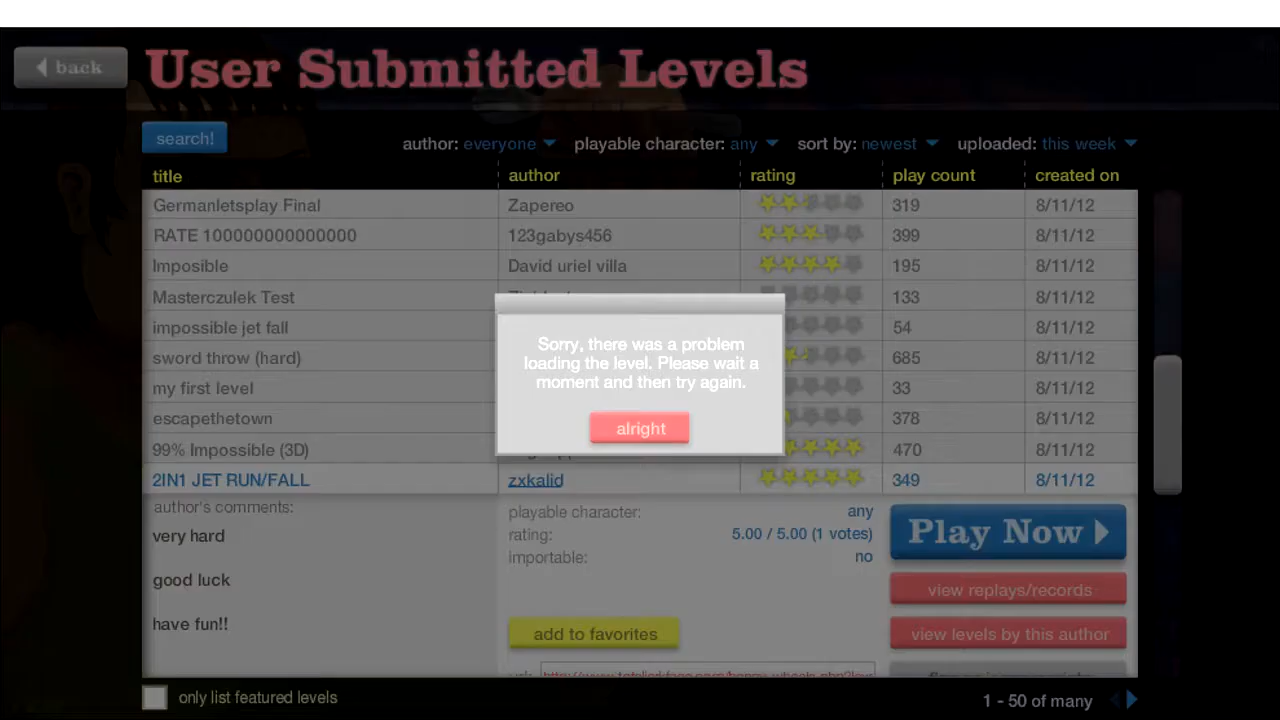 back
User Submitted Levels
search!
author: everyone playable character: any sort by: newest uploaded: this week
title author rating play count created on
Germanletsplay Final Zapereo 319 8/11/12
RATE 100000000000000 123gabys456 399 8/11/12
Imposible David uriel villa 195 8/11/12
Masterczulek Test 133 8/11/12
impossible jet fall 54 8/11/12
sword throw (hard) 685 8/11/12
my first level 33 8/11/12
escapethetown 378 8/11/12
99% Impossible (3D) 470 8/11/12
2IN1 JET RUN/FALL zxkalid 349 8/11/12
Sorry, there was a problem
loading the level. Please wait a
moment and then try again.
alright
author's comments:
very hard
good luck
have fun!!
playable character: any
rating: 5.00 / 5.00 (1 votes)
importable: no
add to favorites
Play Now
view replays/records
view levels by this author
only list featured levels
1 - 50 of many